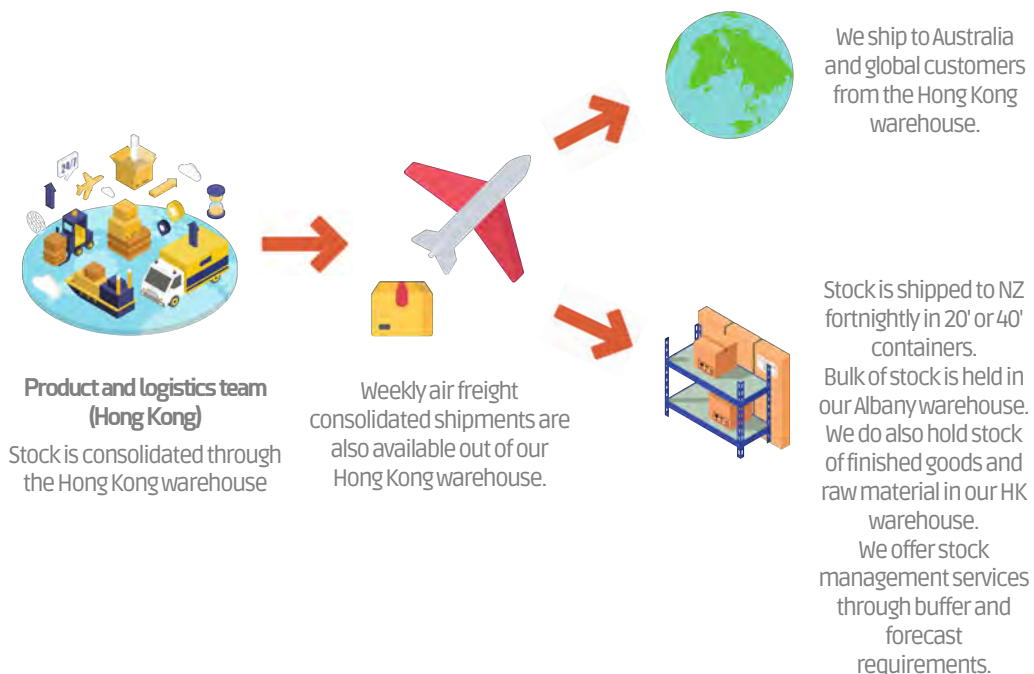 We ship to Australia
and global customers
from the Hong Kong
warehouse.
24/7
Product and logistics team
(Hong Kong)
Stock is consolidated through
the Hong Kong warehouse
Weekly air freight
consolidated shipments are
also available out of our
Hong Kong warehouse.
Stock is shipped to NZ
fortnightly in 20' or 40'
containers.
Bulk of stock is held in
our Albany warehouse.
We do also hold stock
of finished goods and
raw material in our HK
warehouse.
We offer stock
management services
through buffer and
forecast
requirements.